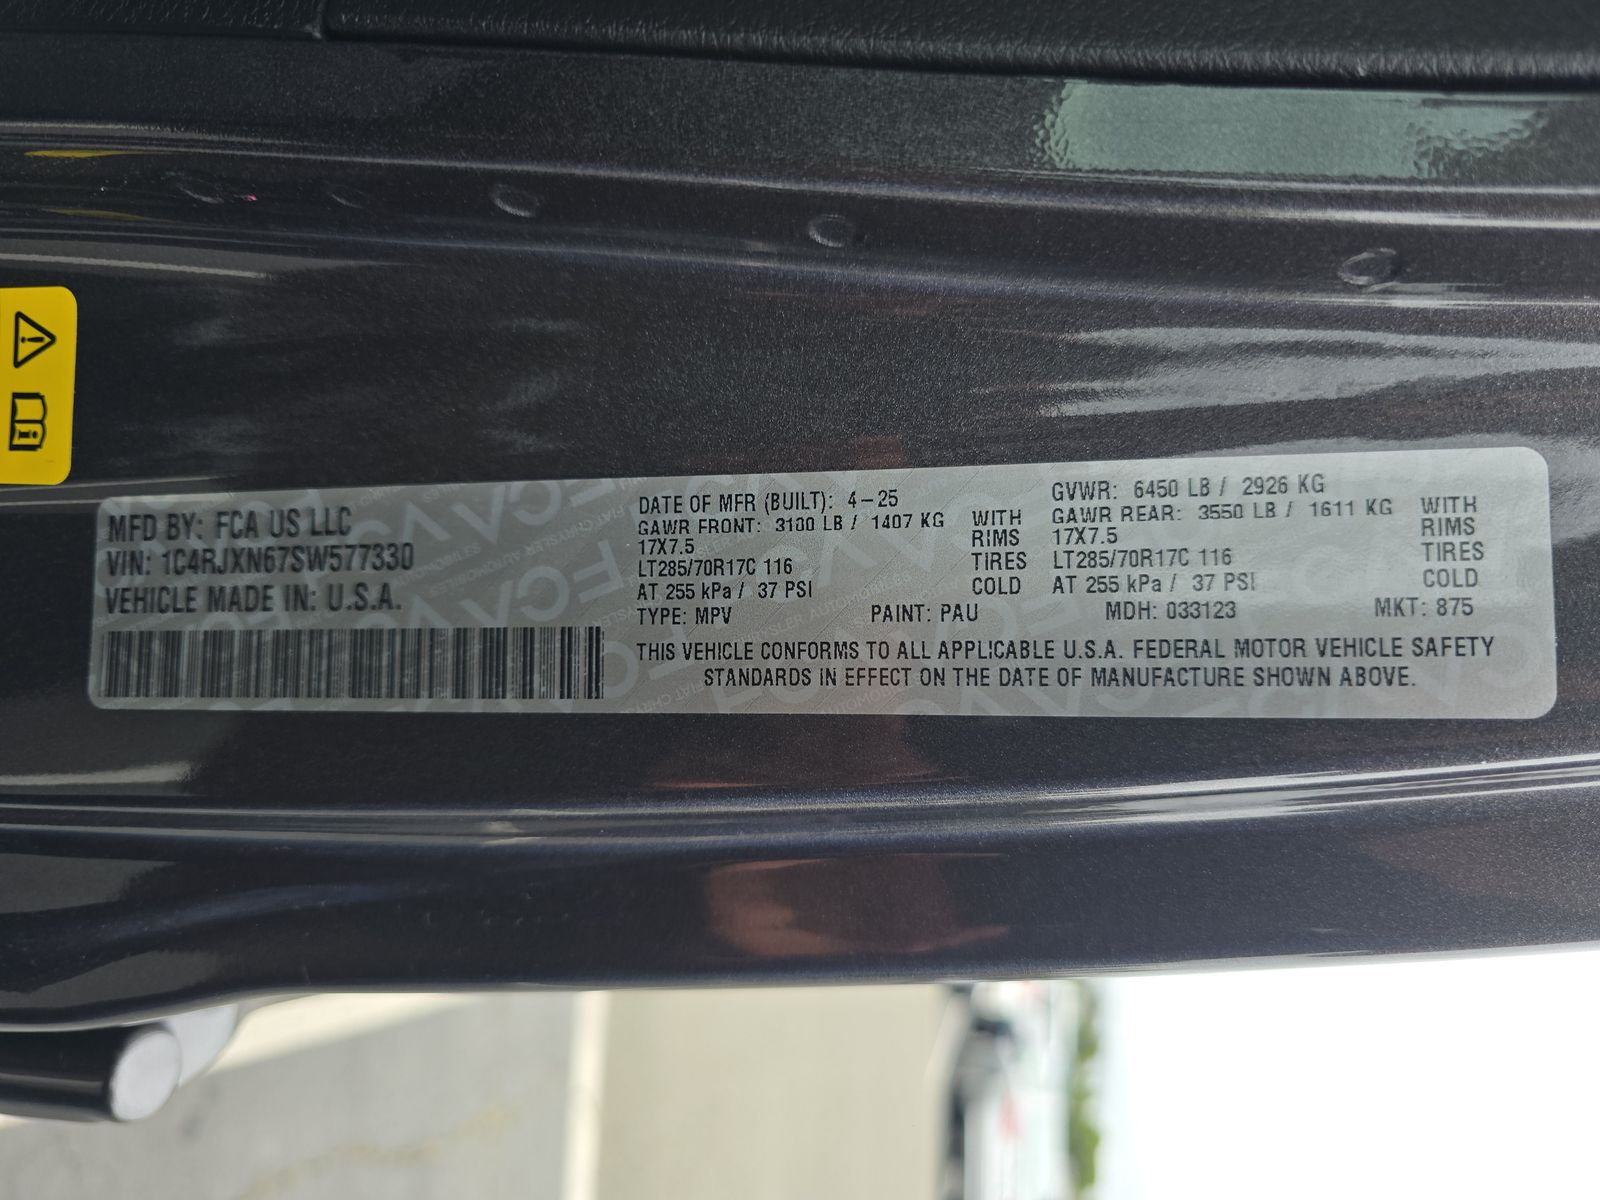 MFD BY: FCA US LLC
VIN: 1C4RJXN67SW577330
VEHICLE MADE IN: U.S.A.
DATE OF MFR (BUILT): 4-25
GAWR FRONT: 3100 LB / 1407 KG WITH
17X7.5 RIMS
LT285/70R17C 116 TIRES
AT 255 kPa / 37 PSI COLD
GVWR: 6450 LB / 2926 KG
GAWR REAR: 3550 LB / 1611 KG WITH
17X7.5 RIMS
LT285/70R17C 116 TIRES
AT 255 kPa / 37 PSI COLD
TYPE: MPV PAINT: PAU MDH: 033123 MKT: 875
THIS VEHICLE CONFORMS TO ALL APPLICABLE U.S.A. FEDERAL MOTOR VEHICLE SAFETY
STANDARDS IN EFFECT ON THE DATE OF MANUFACTURE SHOWN ABOVE.